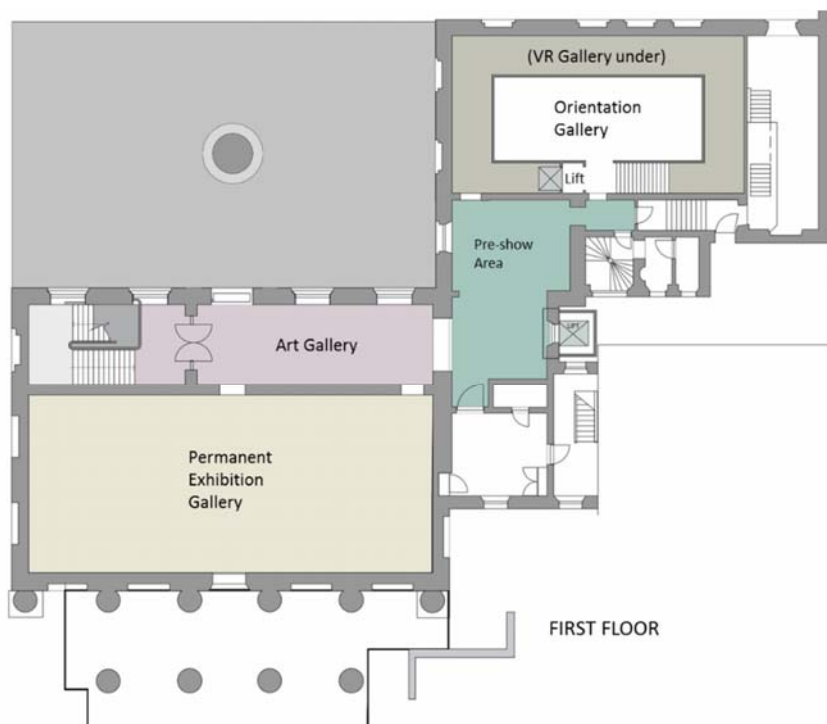 (VR Gallery under)
Orientation
Gallery
Lift
Pre-show
Area
LIFT
Art Gallery
Permanent
Exhibition
Gallery
FIRST FLOOR